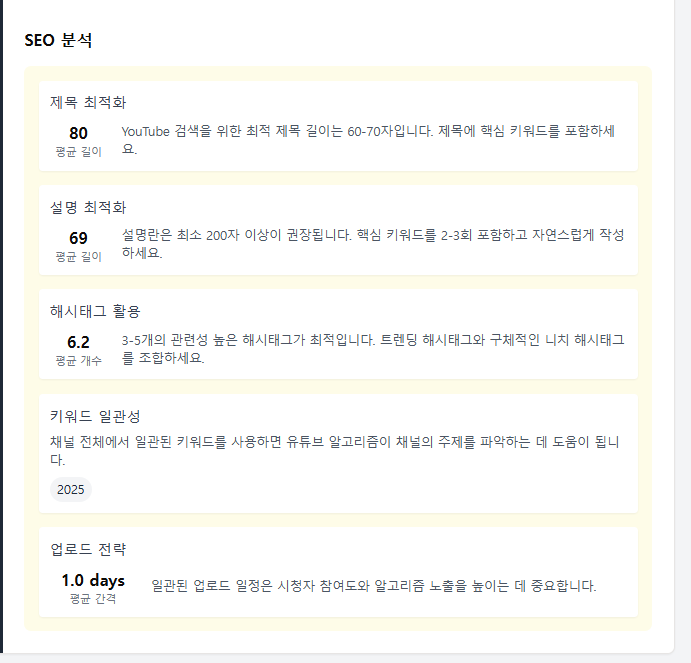 SEO 분석
제목 최적화
80
평균 길이
YouTube 검색을 위한 최적 제목 길이는 60-70자입니다. 제목에 핵심 키워드를 포함하세
요.
설명 최적화
69
평균 길이
설명란은 최소 200자 이상이 권장됩니다. 핵심 키워드를 2-3회 포함하고 자연스럽게 작성
하세요.
해시태그 활용
6.2
평균 개수
3-5개의 관련성 높은 해시태그가 최적입니다. 트렌딩 해시태그와 구체적인 니치 해시태그
를 조합하세요.
키워드 일관성
채널 전체에서 일관된 키워드를 사용하면 유튜브 알고리즘이 채널의 주제를 파악하는 데 도움이 됩니
다.
2025
업로드 전략
1.0 days
평균 간격
일관된 업로드 일정은 시청자 참여도와 알고리즘 노출을 높이는 데 중요합니다.